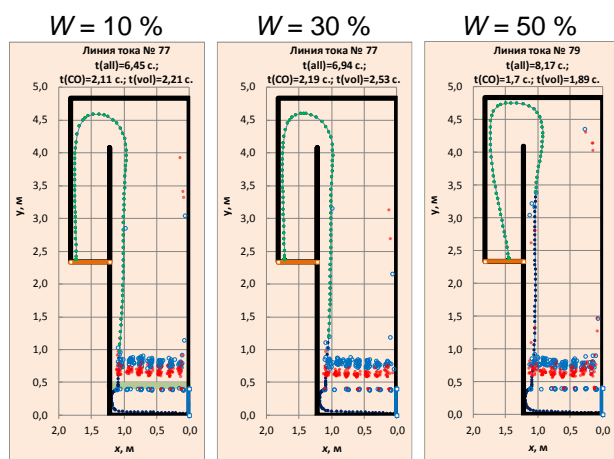 W = 10 %
W = 30 %
W = 50 %
Линия тока № 77
t(all)=6,45 с.;
t(CO)=2,11 с.; t(vol)=2,21 с.
Линия тока № 77
t(all)=6,94 с.;
t(CO)=2,19 с.; t(vol)=2,53 с.
Линия тока № 79
t(all)=8,17 с.;
t(CO)=1,7 с.; t(vol)=1,89 с.
5,0
4,5
4,0
3,5
3,0
2,5
2,0
1,5
1,0
0,5
0,0
y, м
2,0 1,5 1,0 0,5 0,0
x, м
5,0
4,5
4,0
3,5
3,0
2,5
2,0
1,5
1,0
0,5
0,0
y, м
2,0 1,5 1,0 0,5 0,0
x, м
5,0
4,5
4,0
3,5
3,0
2,5
2,0
1,5
1,0
0,5
0,0
y, м
2,0 1,5 1,0 0,5 0,0
x, м